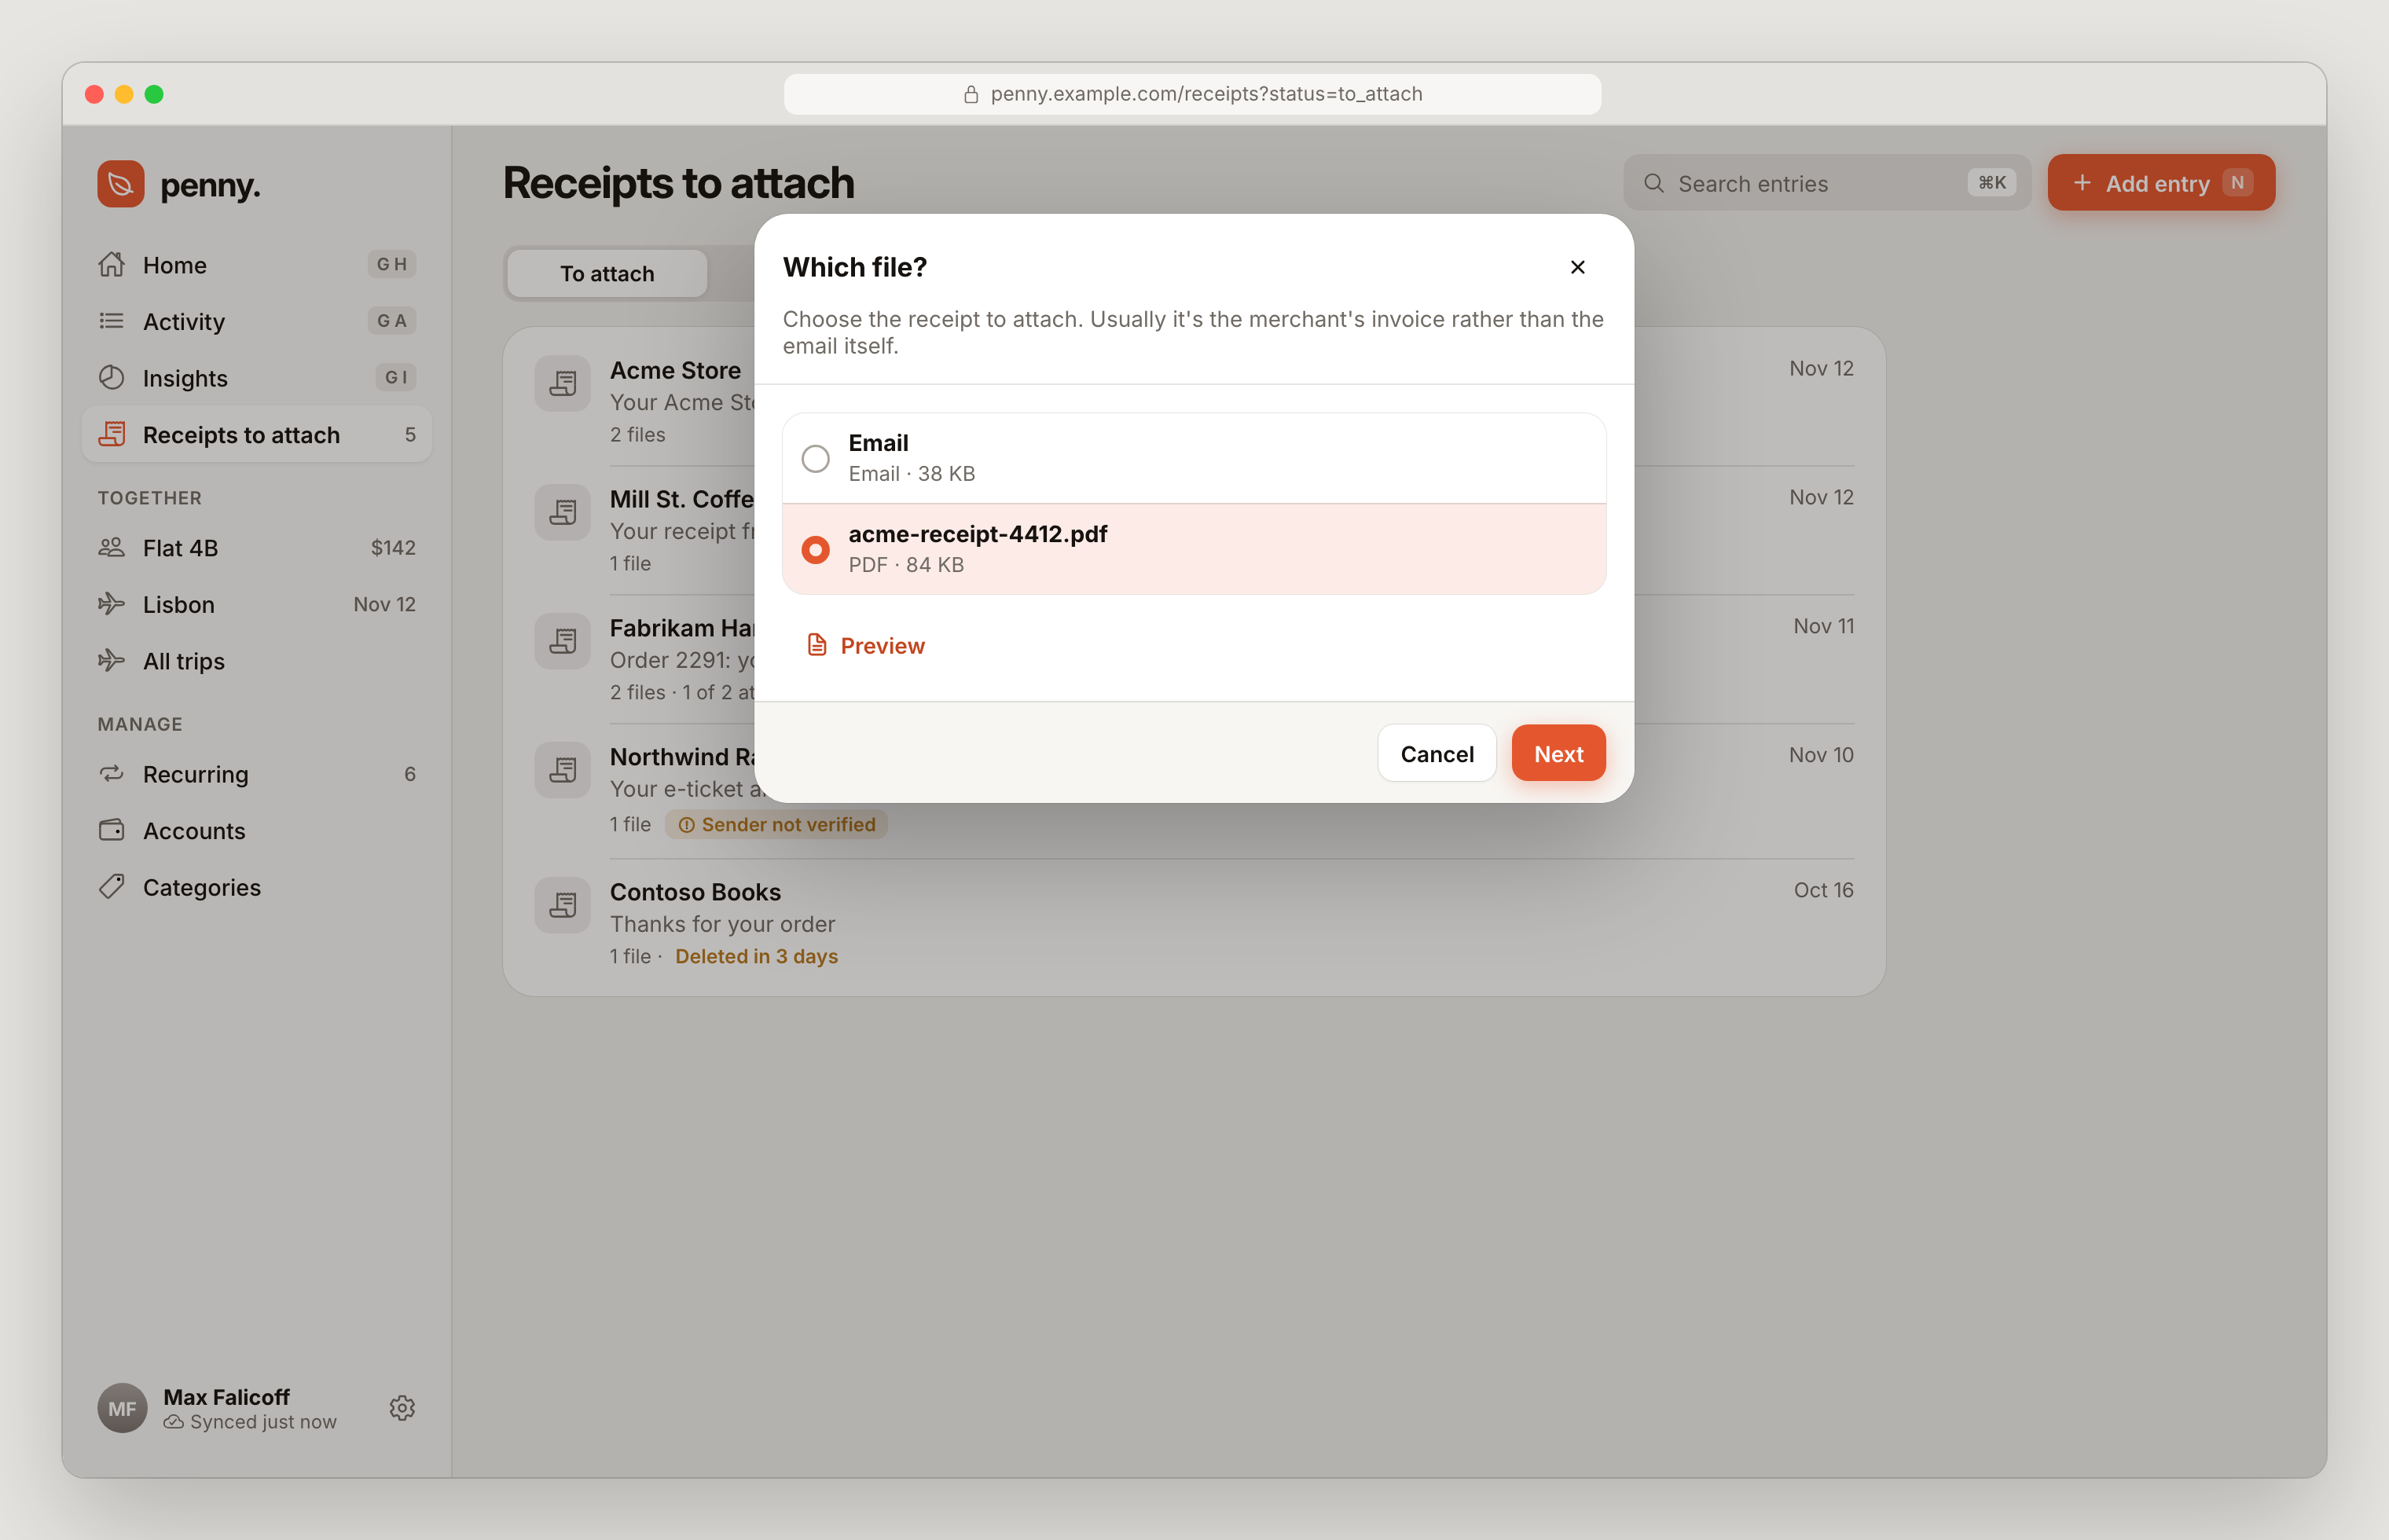 penny.example.com/receipts?status=to_attach
penny.
Home G H
Activity G A
Insights G I
Receipts to attach 5
TOGETHER
Flat 4B $142
Lisbon Nov 12
All trips
MANAGE
Recurring 6
Accounts
Categories
MF
Max Falicoff
Synced just now
Receipts to attach
Search entries ⌘K
+ Add entry N
To attach
Acme Store Nov 12
Your Acme
2 files
Mill St. Nov 12
Your receipt
1 file
Fabrikam Nov 11
Order 2291:
2 files · 1 of 2
Northwind Nov 10
Your e-ticket
1 file Sender not verified
Contoso Books Oct 16
Thanks for your order
1 file · Deleted in 3 days
Which file?
Choose the receipt to attach. Usually it's the merchant's invoice rather than the
email itself.
Email
Email · 38 KB
acme-receipt-4412.pdf
PDF · 84 KB
Preview
Cancel Next